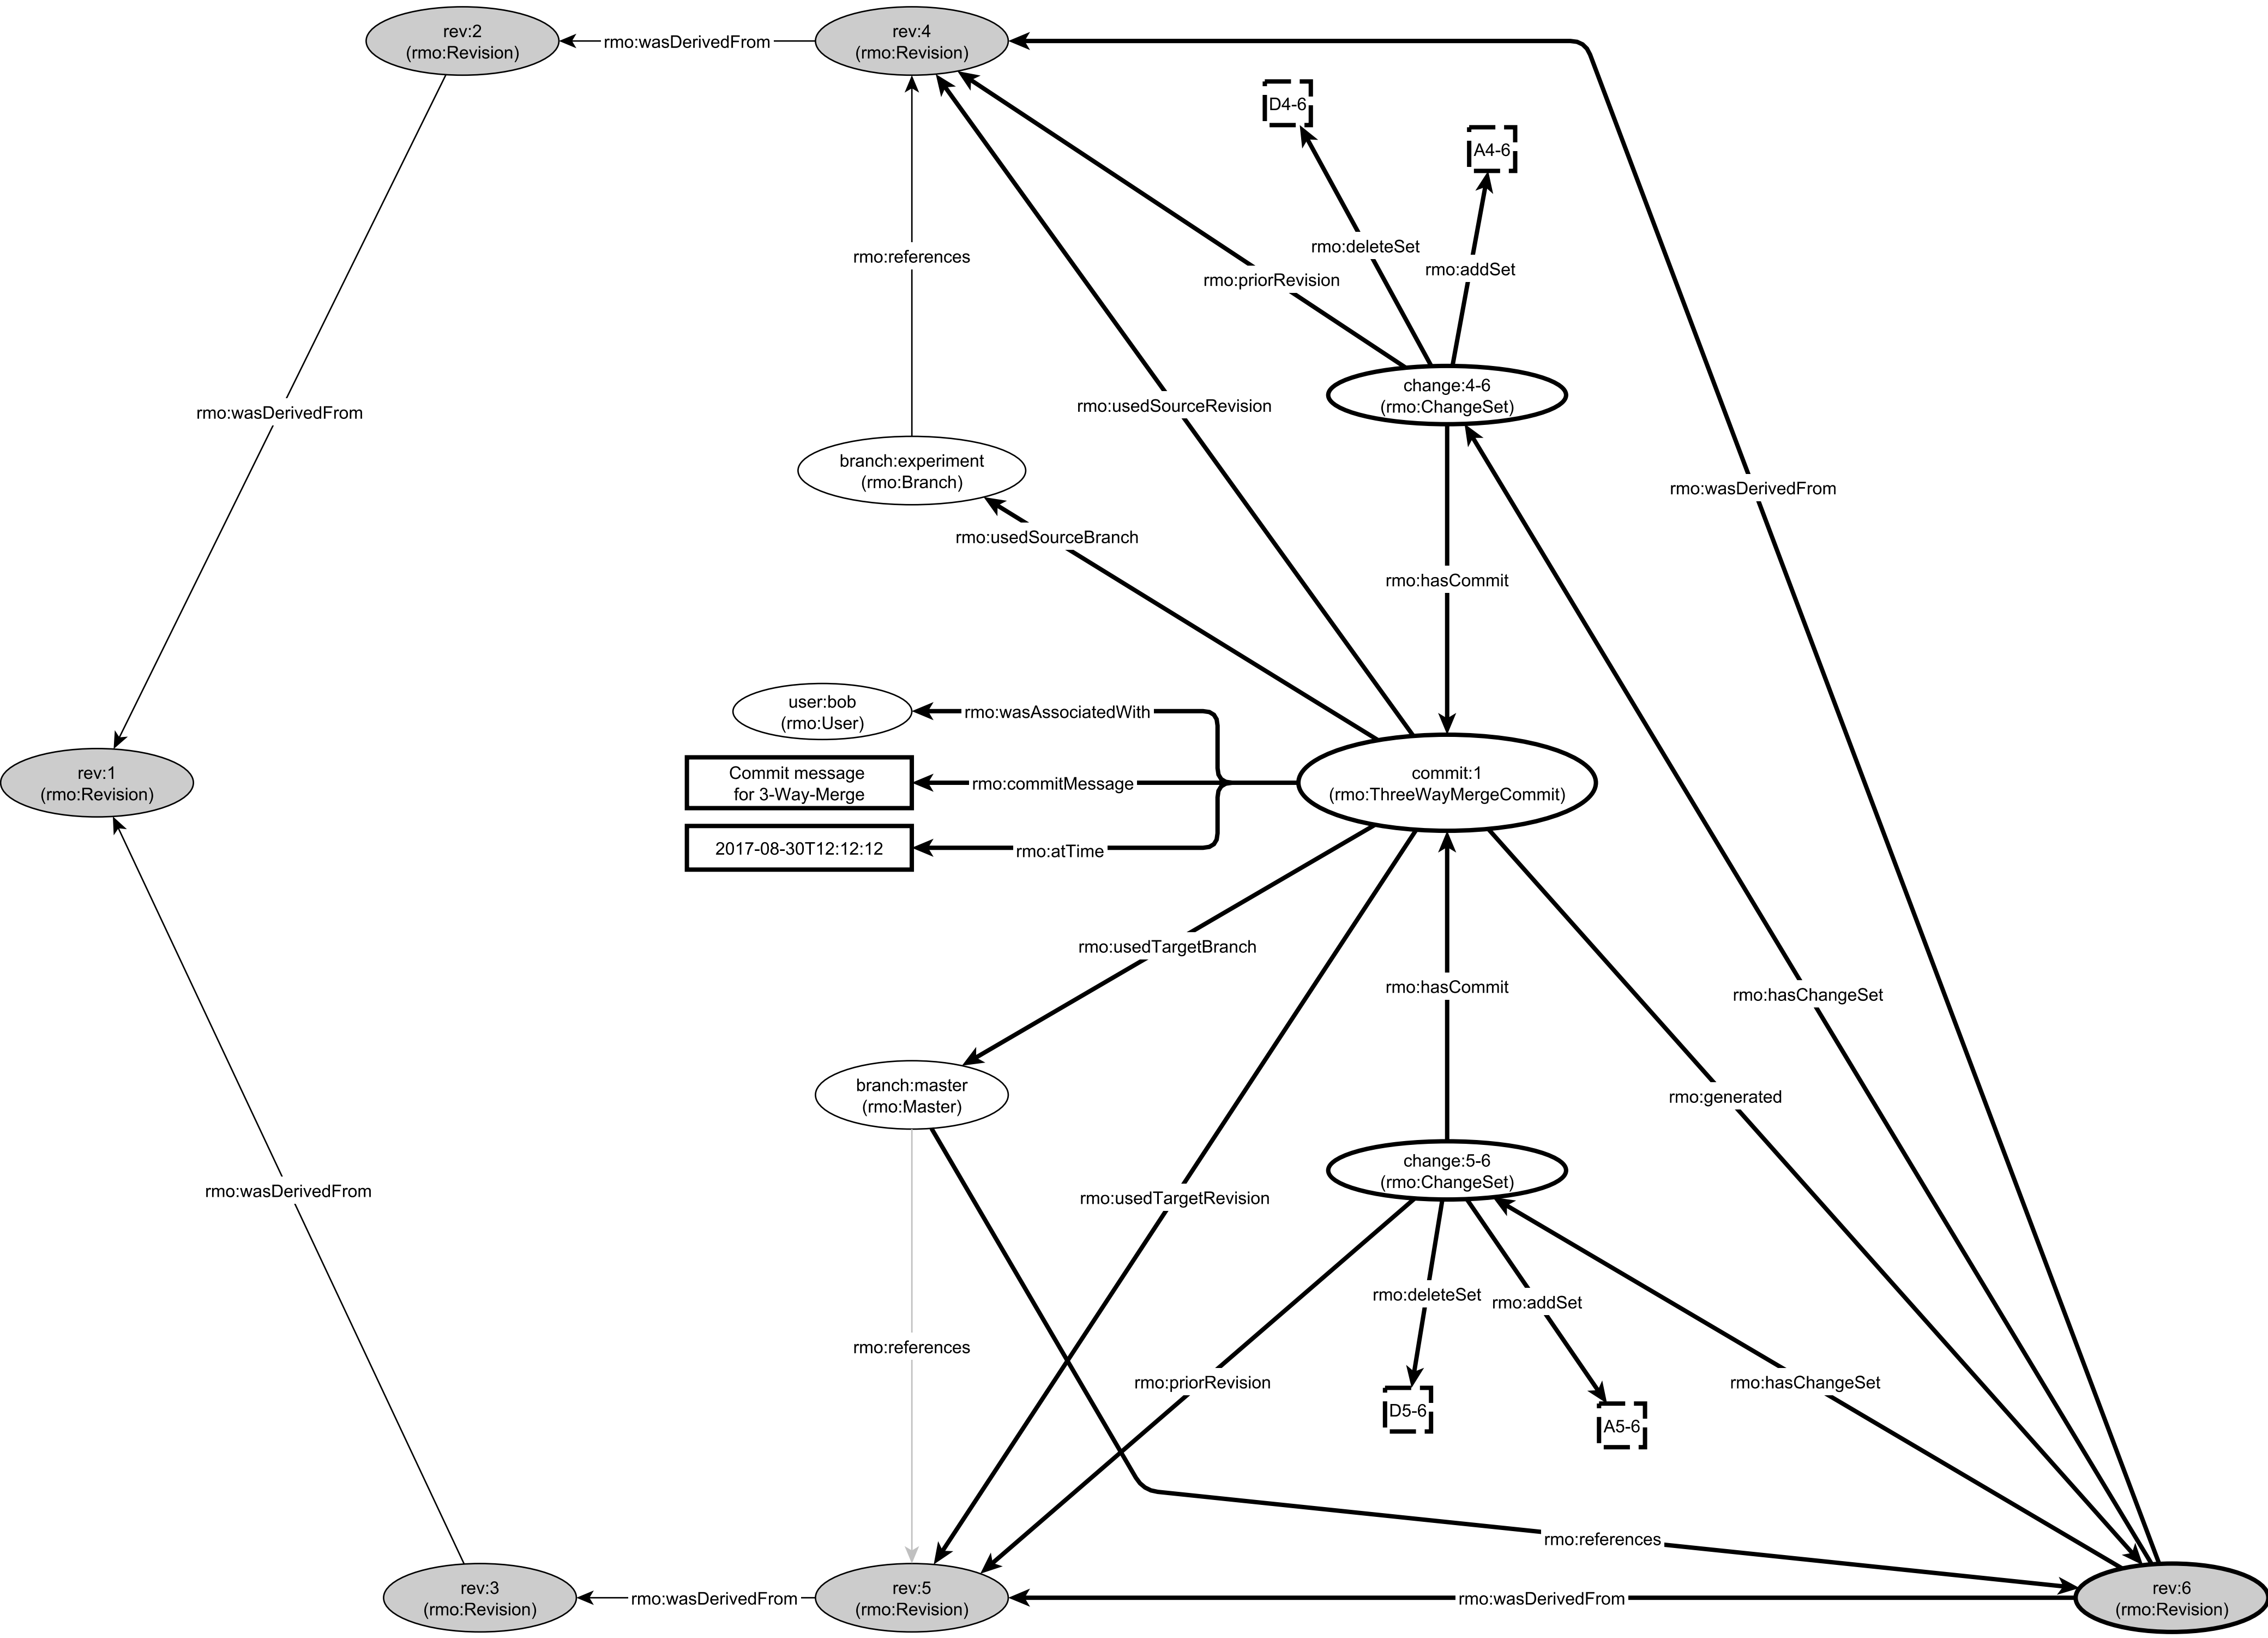 rev:2
(rmo:Revision)
rmo:wasDerivedFrom
rev:4
(rmo:Revision)
D4-6
A4-6
rmo:deleteSet
rmo:references
rmo:addSet
rmo:priorRevision
change:4-6
(rmo:ChangeSet)
rmo:usedSourceRevision
rmo:wasDerivedFrom
branch:experiment
(rmo:Branch)
rmo:wasDerivedFrom
rmo:usedSourceBranch
rmo:hasCommit
user:bob
(rmo:User)
rmo:wasAssociatedWith
rev:1
(rmo:Revision)
Commit message
for 3-Way-Merge
rmo:commitMessage
commit:1
(rmo:ThreeWayMergeCommit)
2017-08-30T12:12:12
rmo:atTime
rmo:usedTargetBranch
rmo:hasCommit
rmo:hasChangeSet
branch:master
(rmo:Master)
rmo:generated
change:5-6
(rmo:ChangeSet)
rmo:wasDerivedFrom
rmo:usedTargetRevision
rmo:deleteSet
rmo:addSet
rmo:references
rmo:priorRevision
rmo:hasChangeSet
D5-6
A5-6
rmo:references
rev:3
(rmo:Revision)
rmo:wasDerivedFrom
rev:5
(rmo:Revision)
rmo:wasDerivedFrom
rev:6
(rmo:Revision)